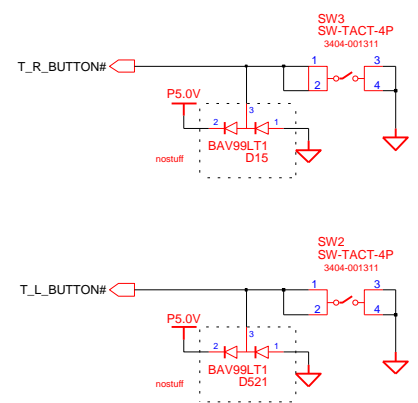 SW3
SW-TACT-4P
3404-001311
T_R_BUTTON#
1 3
2 4
P5.0V
3
2 1
BAV99LT1
nostuff D15
SW2
SW-TACT-4P
3404-001311
T_L_BUTTON#
1 3
2 4
P5.0V
3
2 1
BAV99LT1
nostuff D521